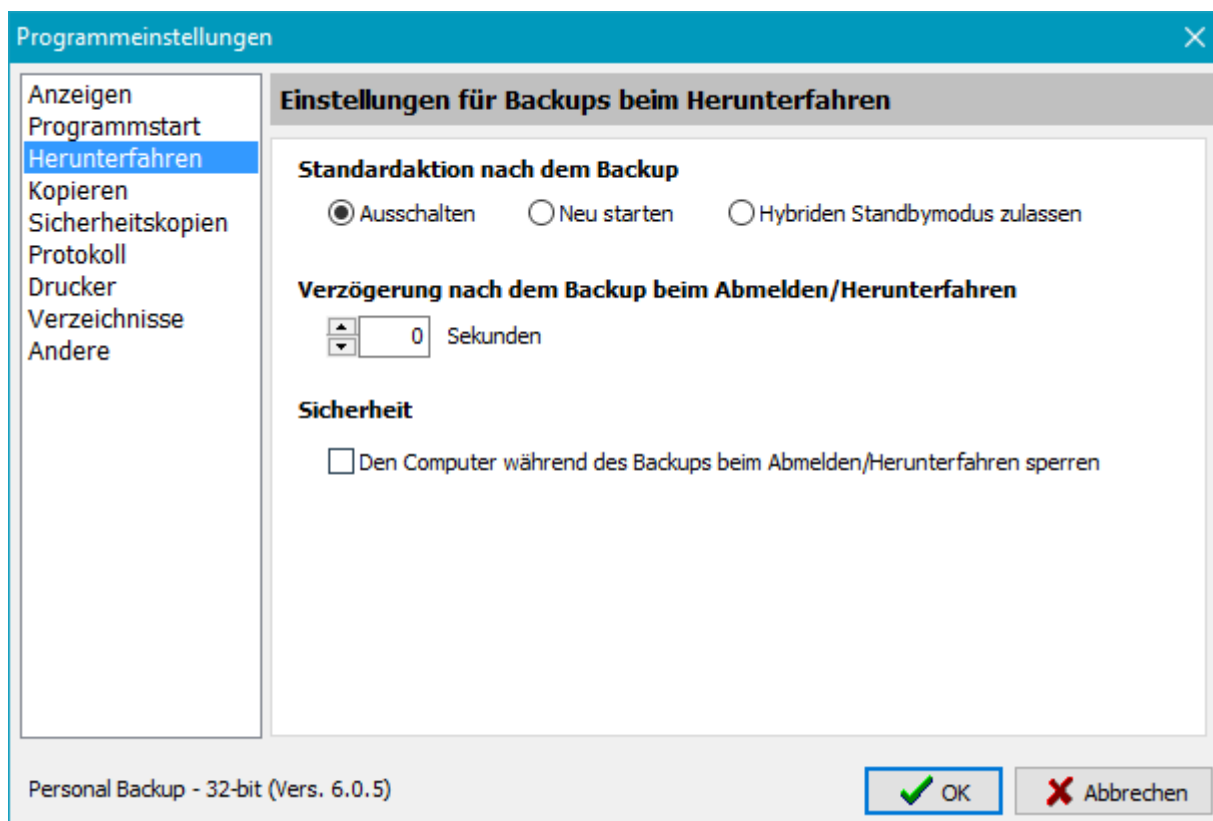 Programmeinstellungen
Anzeigen
Programmstart
Herunterfahren
Kopieren
Sicherheitskopien
Protokoll
Drucker
Verzeichnisse
Andere
Einstellungen für Backups beim Herunterfahren
Standardaktion nach dem Backup
Ausschalten Neu starten Hybriden Standbymodus zulassen
Verzögerung nach dem Backup beim Abmelden/Herunterfahren
0 Sekunden
Sicherheit
Den Computer während des Backups beim Abmelden/Herunterfahren sperren
Personal Backup - 32-bit (Vers. 6.0.5)
OK Abbrechen